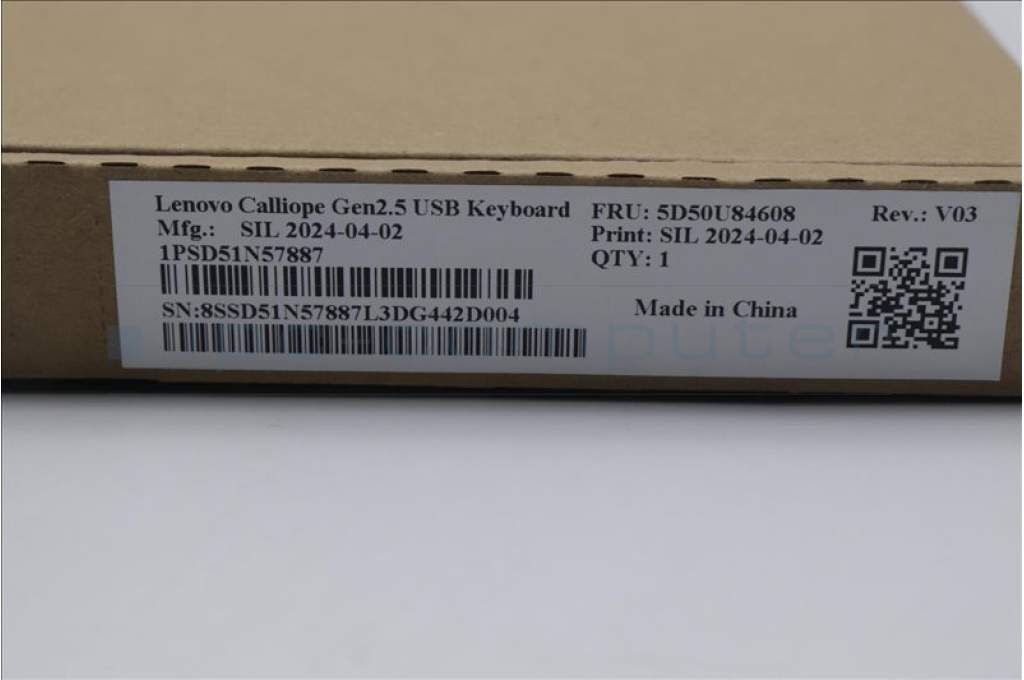 Lenovo Calliope Gen2.5 USB Keyboard
FRU: 5D50U84608
Rev.: V03
Mfg.: SIL 2024-04-02
Print: SIL 2024-04-02
1PSD51N57887
QTY: 1
SN:8SSD51N57887L3DG442D004
Made in China